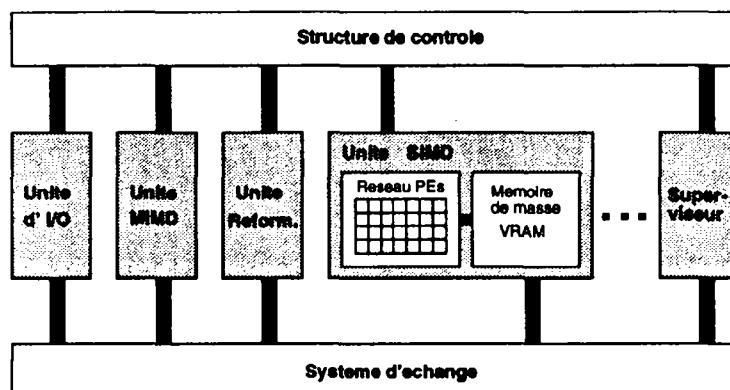 Structure de controle
Unite
d' I/O
Unite
MIMD
Unite
Reform.
Unite SIMD
Reseau PEs
Memoire
de masse
VRAM
Super-
viseur
Systeme d'echange